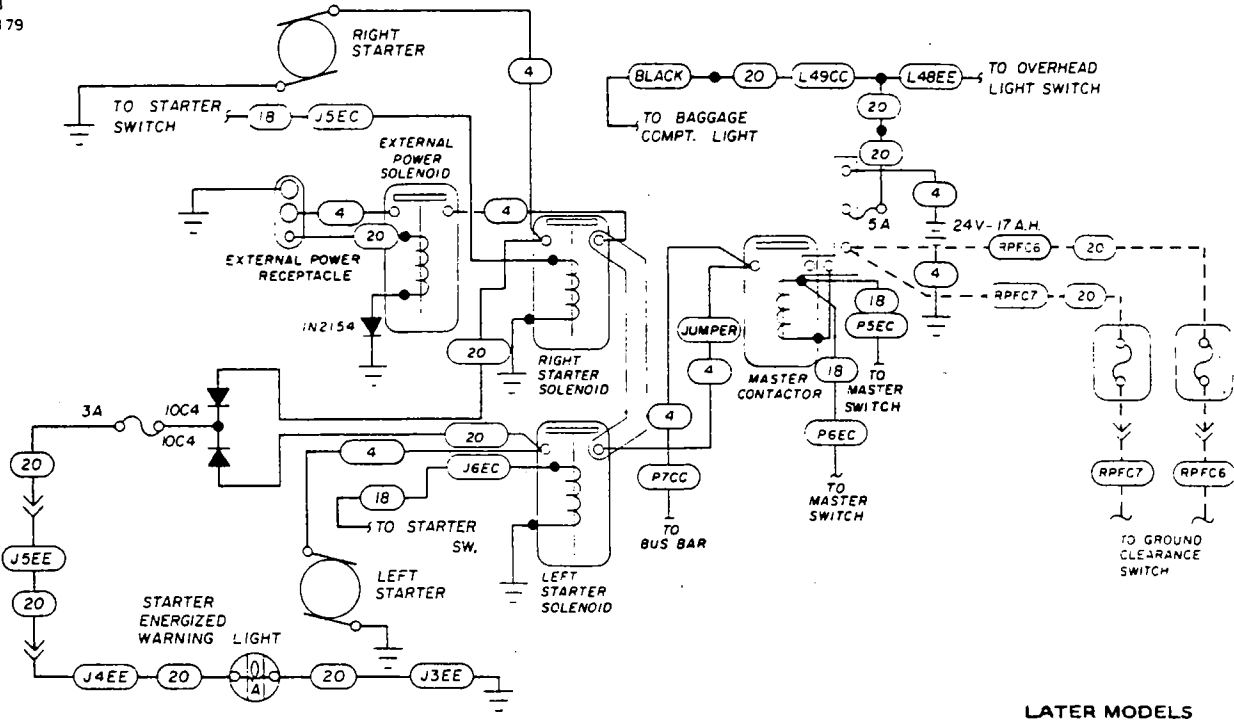 179
RIGHT
STARTER
4
BLACK
20
L49CC
L48EE
TO OVERHEAD
LIGHT SWITCH
TO STARTER
SWITCH
18
J5EC
TO BAGGAGE
COMPT. LIGHT
20
20
EXTERNAL
POWER
SOLENOID
4
4
20
4
5A
24V-17 A.H.
RPFC6
20
EXTERNAL POWER
RECEPTACLE
4
RPFC7
20
1N2154
20
RIGHT
STARTER
SOLENOID
JUMPER
4
18
P5EC
18
TO
MASTER
SWITCH
MASTER
CONTACTOR
3A
10C4
10C4
20
4
20
J6EC
18
4
P7CC
P6EC
RPFC7
RPFC6
TO STARTER
SW.
TO
BUS BAR
TO
MASTER
SWITCH
TO GROUND
CLEARANCE
SWITCH
J5EE
20
LEFT
STARTER
LEFT
STARTER
SOLENOID
STARTER
ENERGIZED
WARNING LIGHT
J4EE
20
A
20
J3EE
LATER MODELS